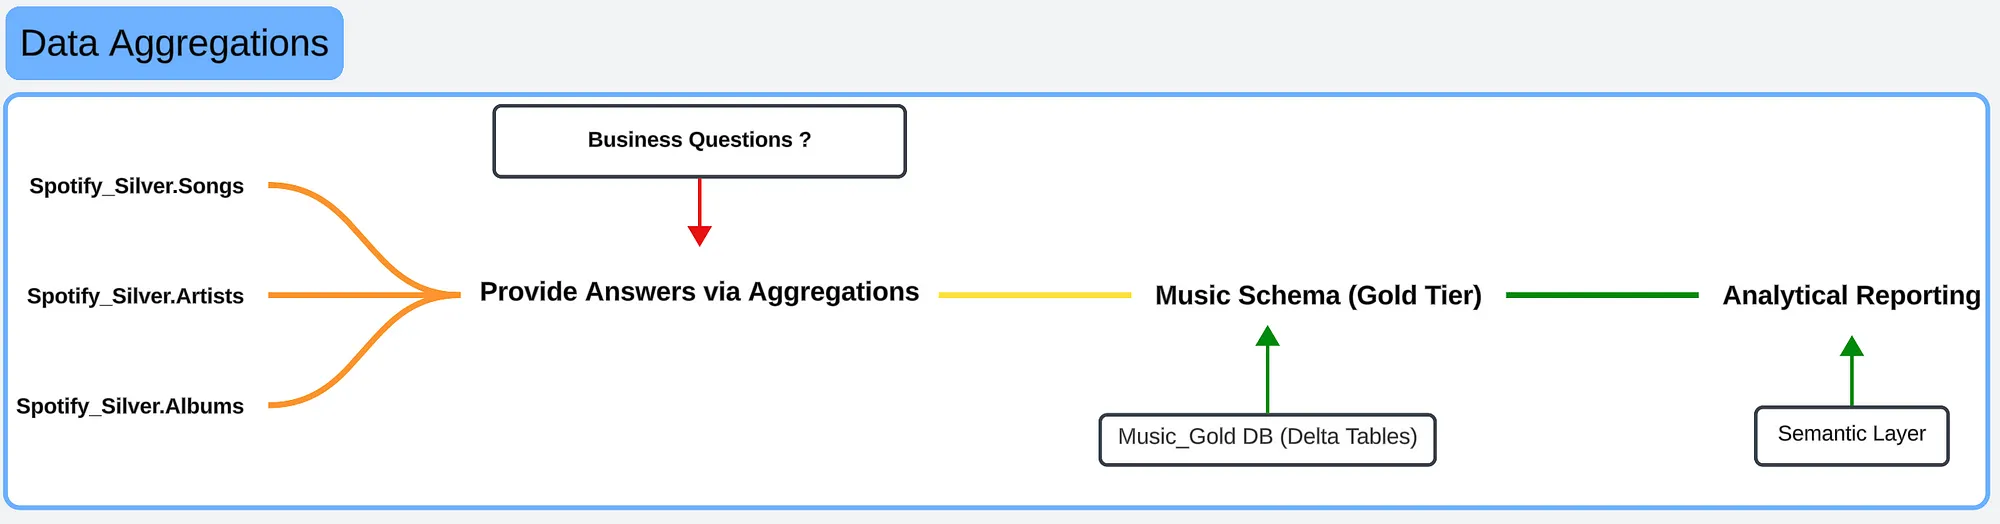 Data Aggregations
Business Questions ?
Spotify_Silver.Songs
Spotify_Silver.Artists
Provide Answers via Aggregations
Music Schema (Gold Tier)
Analytical Reporting
Spotify_Silver.Albums
Music_Gold DB (Delta Tables)
Semantic Layer